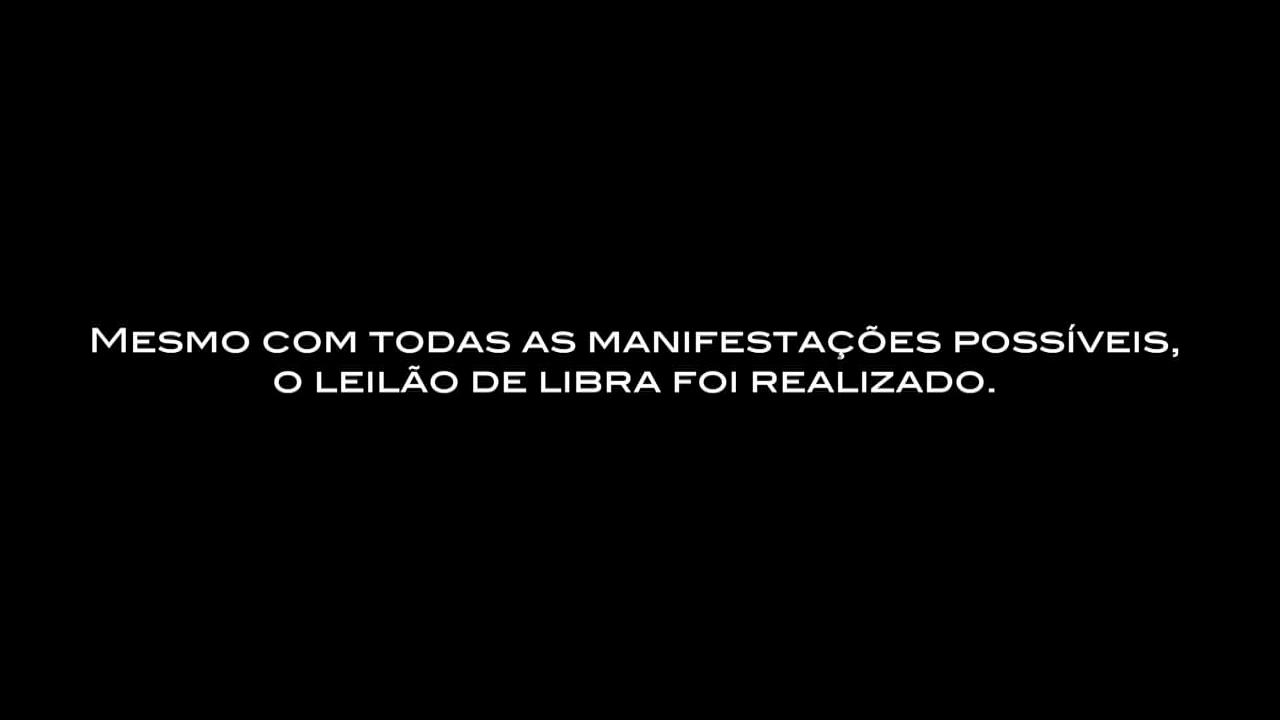 Mesmo com todas as manifestações possíveis,
o leilão de libra foi realizado.